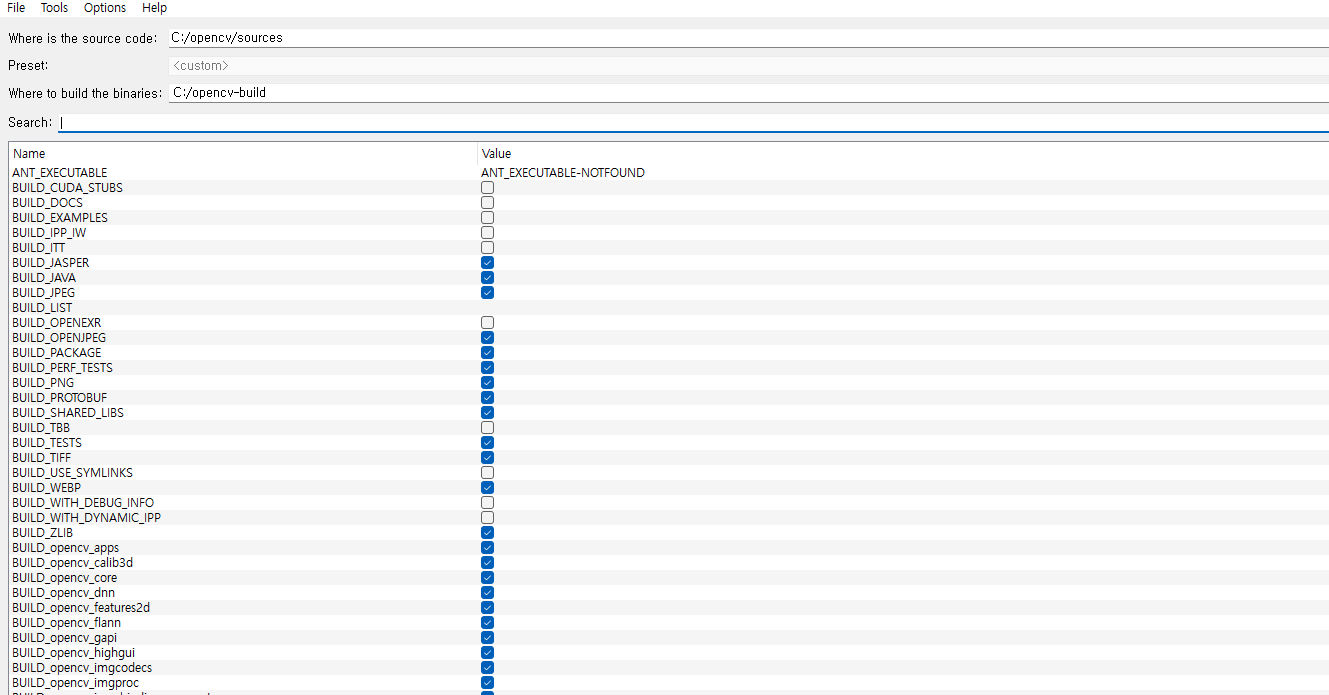 File Tools Options Help
Where is the source code: C:/opencv/sources
Preset: <custom>
Where to build the binaries: C:/opencv-build
Search:
Name Value
ANT_EXECUTABLE ANT_EXECUTABLE-NOTFOUND
BUILD_CUDA_STUBS
BUILD_DOCS
BUILD_EXAMPLES
BUILD_IPP_IW
BUILD_ITT
BUILD_JASPER
BUILD_JAVA
BUILD_JPEG
BUILD_LIST
BUILD_OPENEXR
BUILD_OPENJPEG
BUILD_PACKAGE
BUILD_PERF_TESTS
BUILD_PNG
BUILD_PROTOBUF
BUILD_SHARED_LIBS
BUILD_TBB
BUILD_TESTS
BUILD_TIFF
BUILD_USE_SYMLINKS
BUILD_WEBP
BUILD_WITH_DEBUG_INFO
BUILD_WITH_DYNAMIC_IPP
BUILD_ZLIB
BUILD_opencv_apps
BUILD_opencv_calib3d
BUILD_opencv_core
BUILD_opencv_dnn
BUILD_opencv_features2d
BUILD_opencv_flann
BUILD_opencv_gapi
BUILD_opencv_highgui
BUILD_opencv_imgcodecs
BUILD_opencv_imgproc